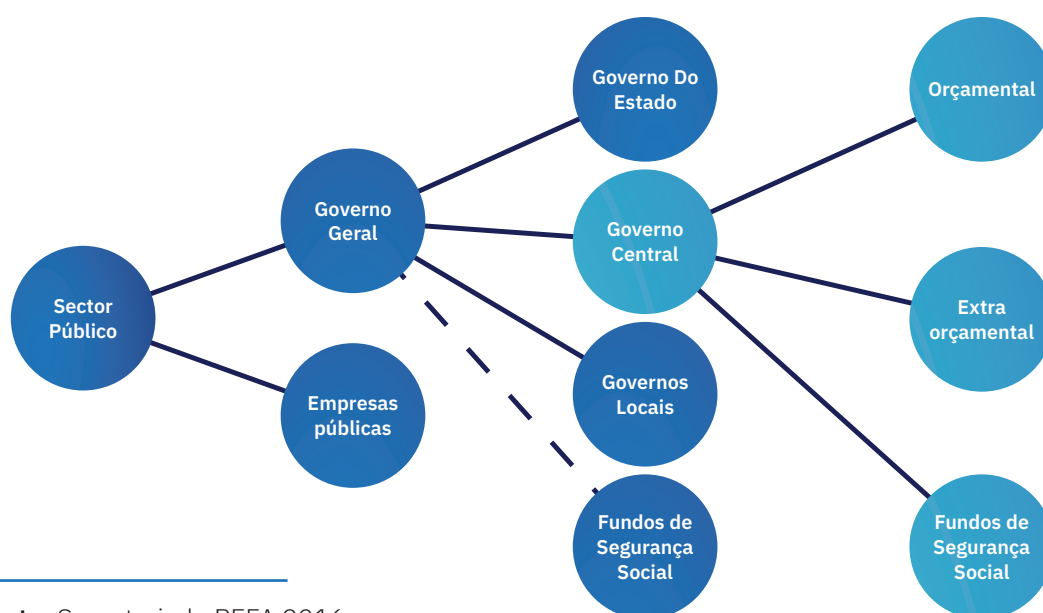 Sector
Público
Governo
Geral
Empresas
públicas
Governo Do
Estado
Governo
Central
Governos
Locais
Fundos de
Segurança
Social
Orçamental
Extra
orçamental
Fundos de
Segurança
Social